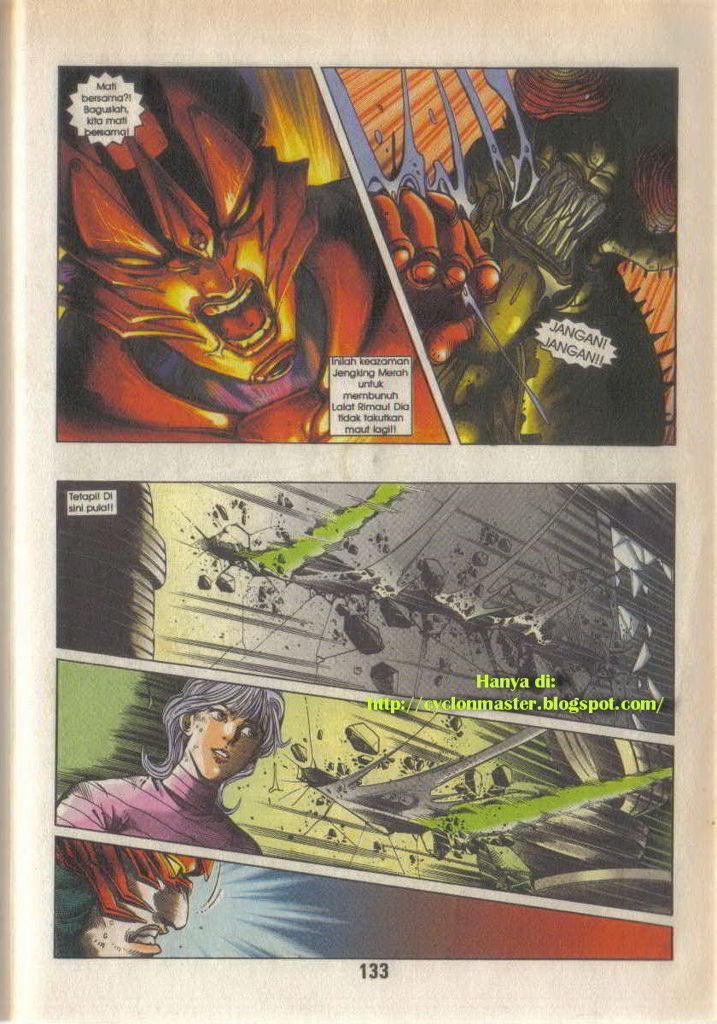 Mati
bersama?!
Baguslah,
kita mati
bersama!
Inilah keazaman
Jengking Merah
untuk
membunuh
Lalat Rimau! Dia
tidak takutkan
maut lagi!!
JANGAN!
JANGAN!!
Tetapi! Di
sini pula!!
Hanya di:
http://cyclonmaster.blogspot.com/
133